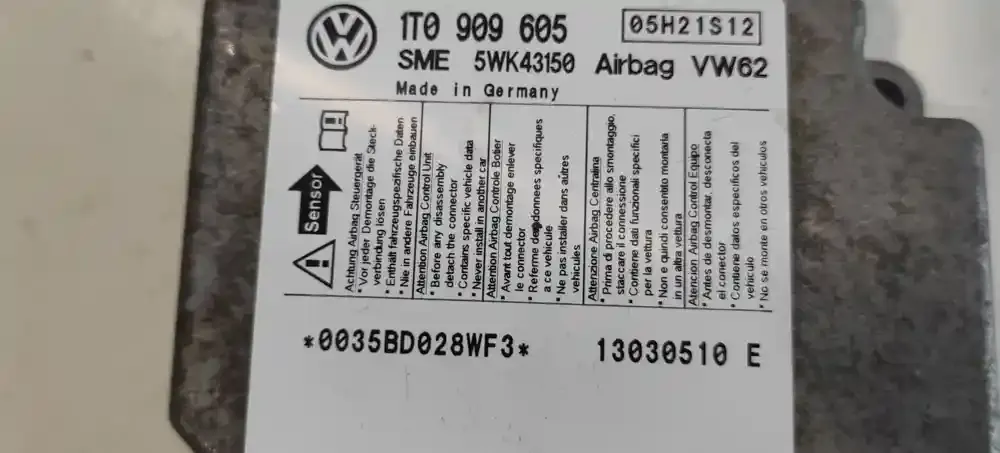 1T0 909 605
05H21S12
SME 5WK43150 Airbag VW62
Made in Germany
Sensor
Achtung Airbag Steuergerät
* Vor jeder Demontage die Steck-
verbindung lösen
* Enthält fahrzeugspezifische Daten
* Nie in andere Fahrzeuge einbauen
Attention Airbag Control Unit
* Before any disassembly
detach the connector
* Contains specific vehicle data
* Never install in another car
Attention Airbag Controle Boîtier
* Avant tout demontage enlever
le connector
* Referme donnees specifiques
a ce vehicule
* Ne pas installer dans autres
vehicules
Attenzione Airbag Centralina
* Prima di procedere allo smontaggio,
staccare il connessione
* Contiene dati funzionali specifici
per la vettura
* Non e quindi consentito montarla
in un altra vettura
Atencion Airbag Control Equipo
* Antes de desmontar, desconecta
el conector
* Contiene datos especificos del
vehiculo
* No se monte en otros vehiculos
*0035BD028WF3*
13030510 E